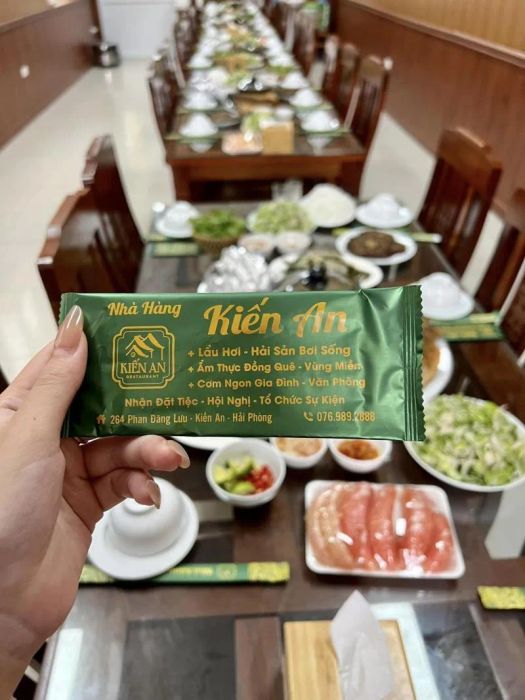 Nhà Hàng
Kiến An
KIẾN AN
RESTAURANT
+ Lẩu Hơi - Hải Sản Bơi Sống
+ Ẩm Thực Đồng Quê - Vùng Miền
+ Cơm Ngon Gia Đình - Văn Phòng
Nhận Đặt Tiệc - Hội Nghị - Tổ Chức Sự Kiện
264 Phan Đăng Lưu - Kiến An - Hải Phòng
076.989.2888